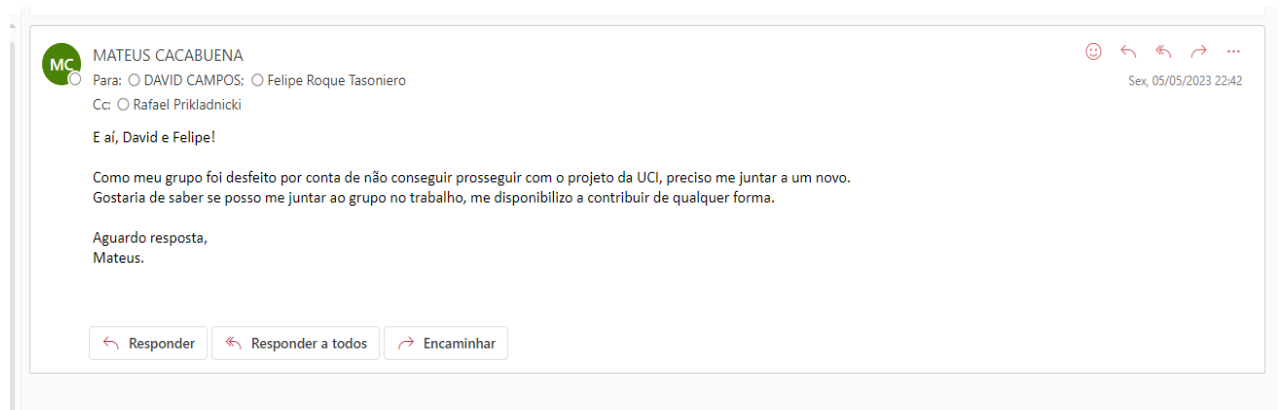 MC
MATEUS CACABUENA
Para: DAVID CAMPOS; Felipe Roque Tasoniero
Sex, 05/05/2023 22:42
Cc: Rafael Prikladnicki
E aí, David e Felipe!
Como meu grupo foi desfeito por conta de não conseguir prosseguir com o projeto da UCI, preciso me juntar a um novo.
Gostaria de saber se posso me juntar ao grupo no trabalho, me disponibilizo a contribuir de qualquer forma.
Aguardo resposta,
Mateus.
Responder
Responder a todos
Encaminhar